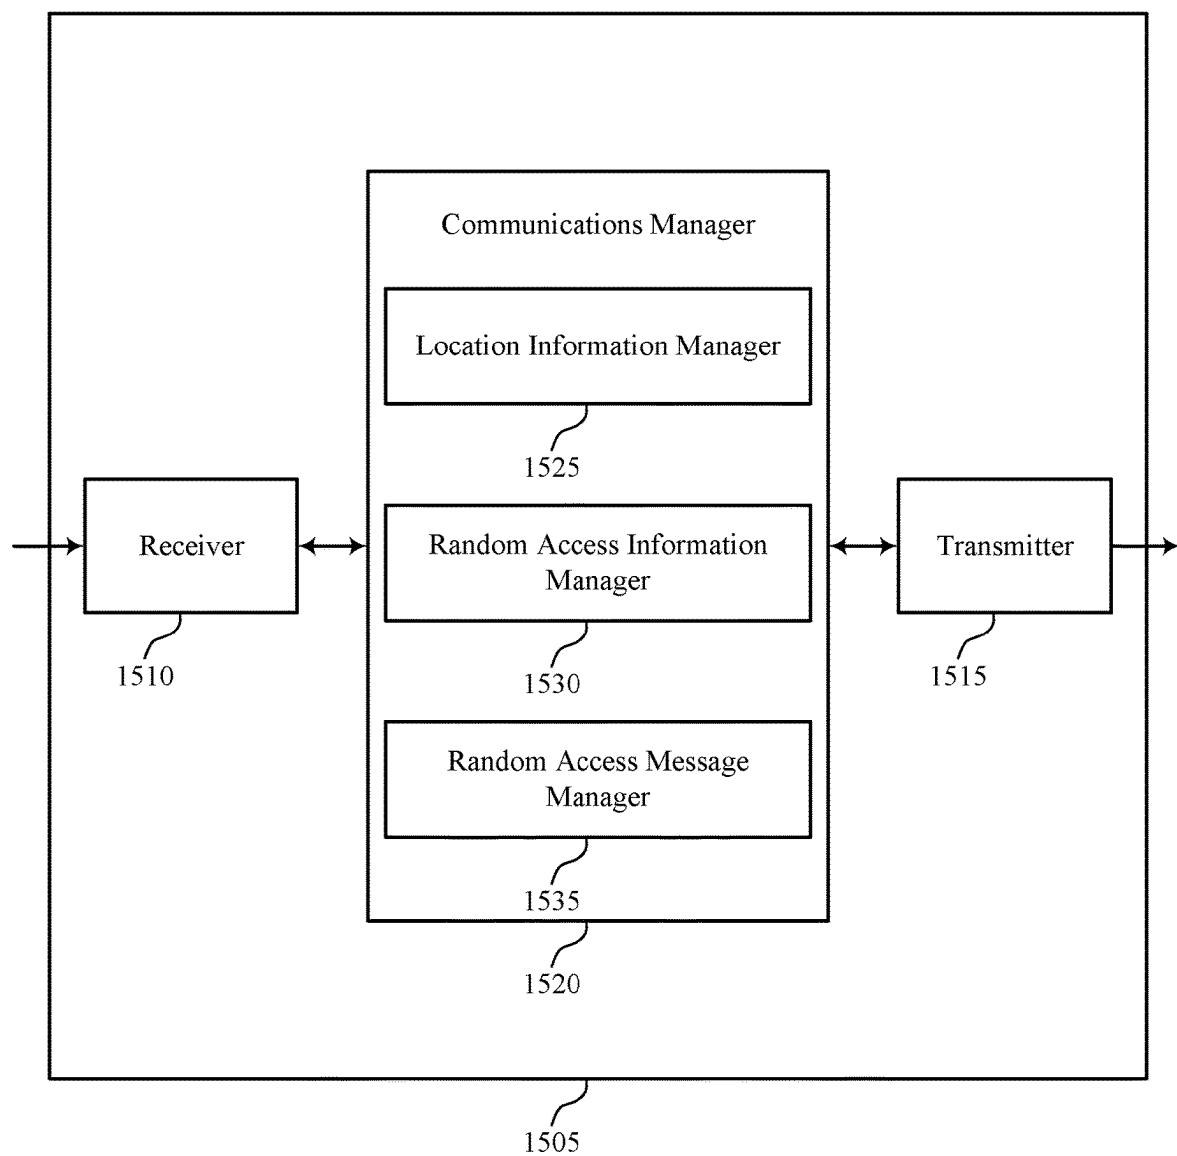 Communications Manager
Location Information Manager
1525
Receiver
1510
Random Access Information
Manager
1530
Transmitter
1515
Random Access Message
Manager
1535
1520
1505